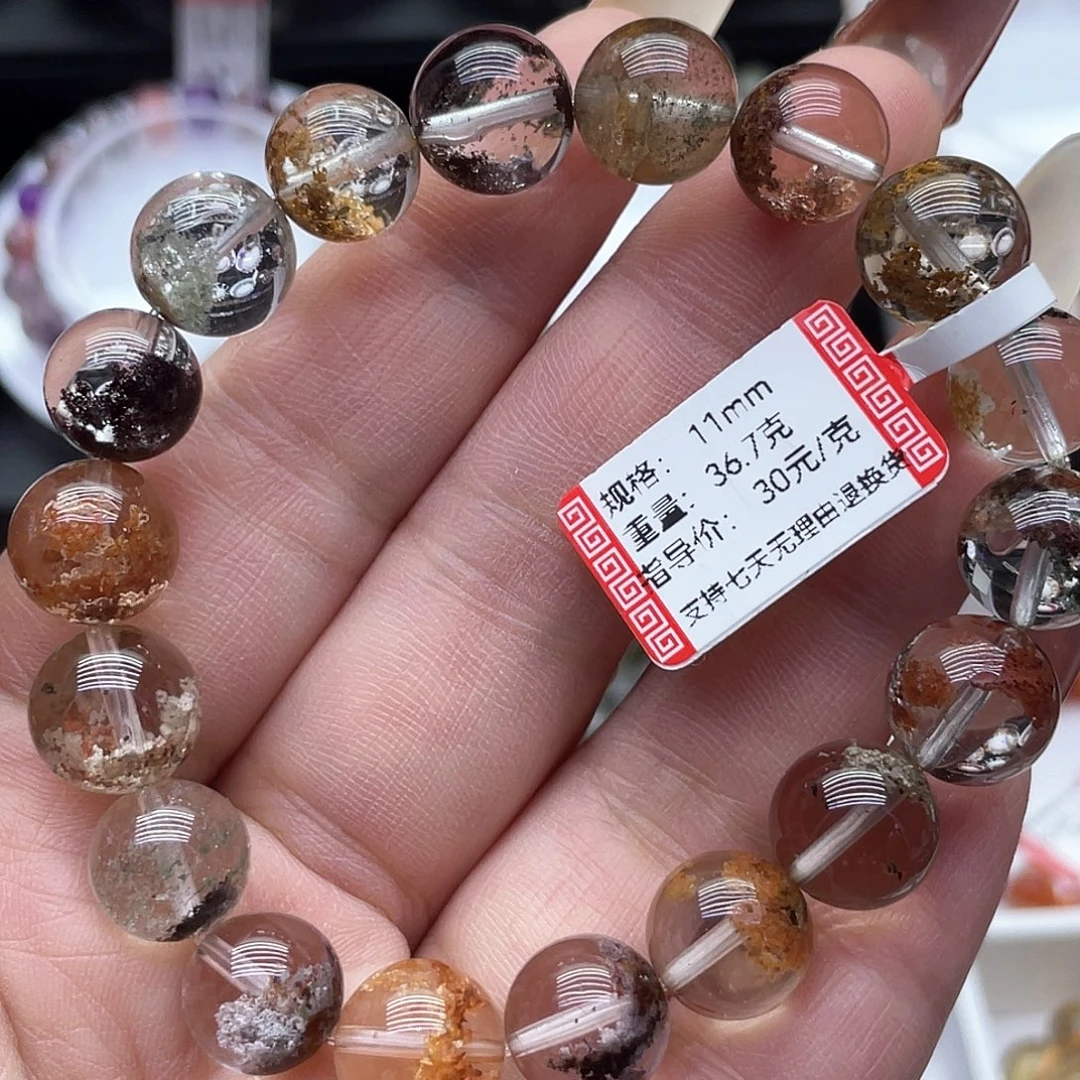 规格： 11mm
重量： 36.7克
指导价： 30元/克
支持七天无理由退换货